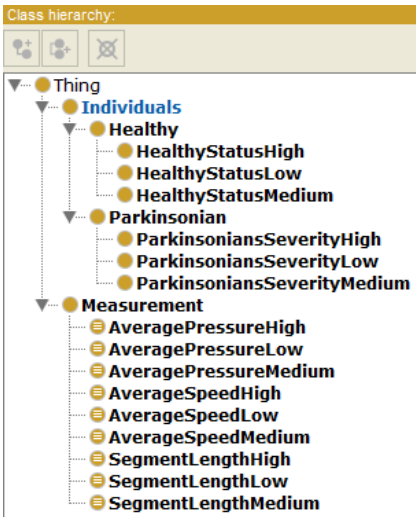 Class hierarchy:
Thing
Individuals
Healthy
HealthyStatusHigh
HealthyStatusLow
HealthyStatusMedium
Parkinsonian
ParkinsoniansSeverityHigh
ParkinsoniansSeverityLow
ParkinsoniansSeverityMedium
Measurement
AveragePressureHigh
AveragePressureLow
AveragePressureMedium
AverageSpeedHigh
AverageSpeedLow
AverageSpeedMedium
SegmentLengthHigh
SegmentLengthLow
SegmentLengthMedium